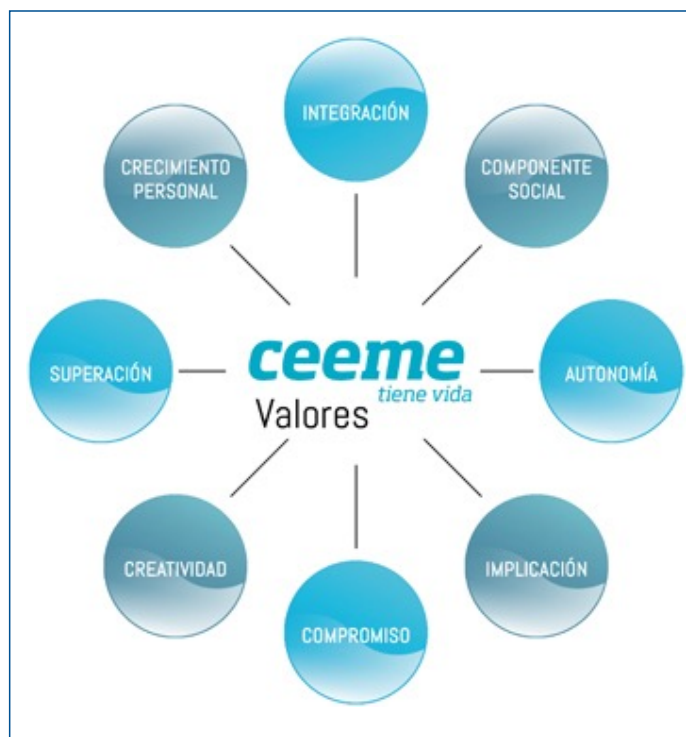 INTEGRACIÓN
CRECIMIENTO
PERSONAL
COMPONENTE
SOCIAL
SUPERACIÓN
ceeme
tiene vida
Valores
AUTONOMÍA
CREATIVIDAD
IMPLICACIÓN
COMPROMISO